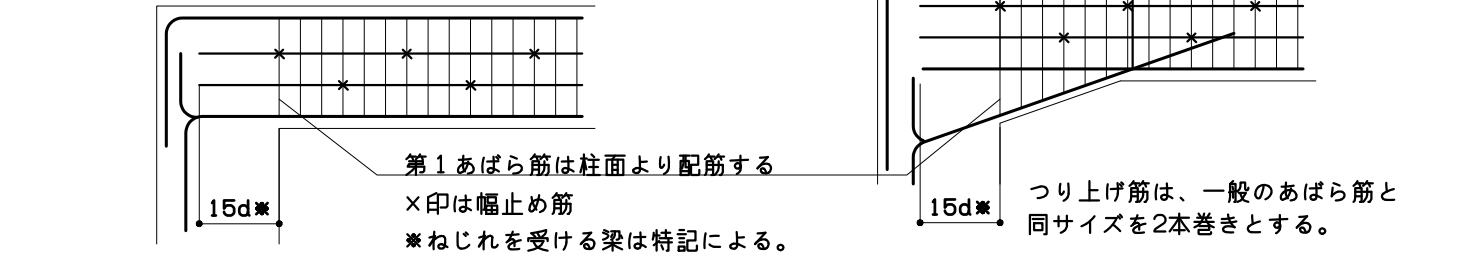 第1あばら筋は柱面より配筋する
×印は幅止め筋
※ねじれを受ける梁は特記による。
15d※
15d※
つり上げ筋は、一般のあばら筋と
同サイズを2本巻きとする。